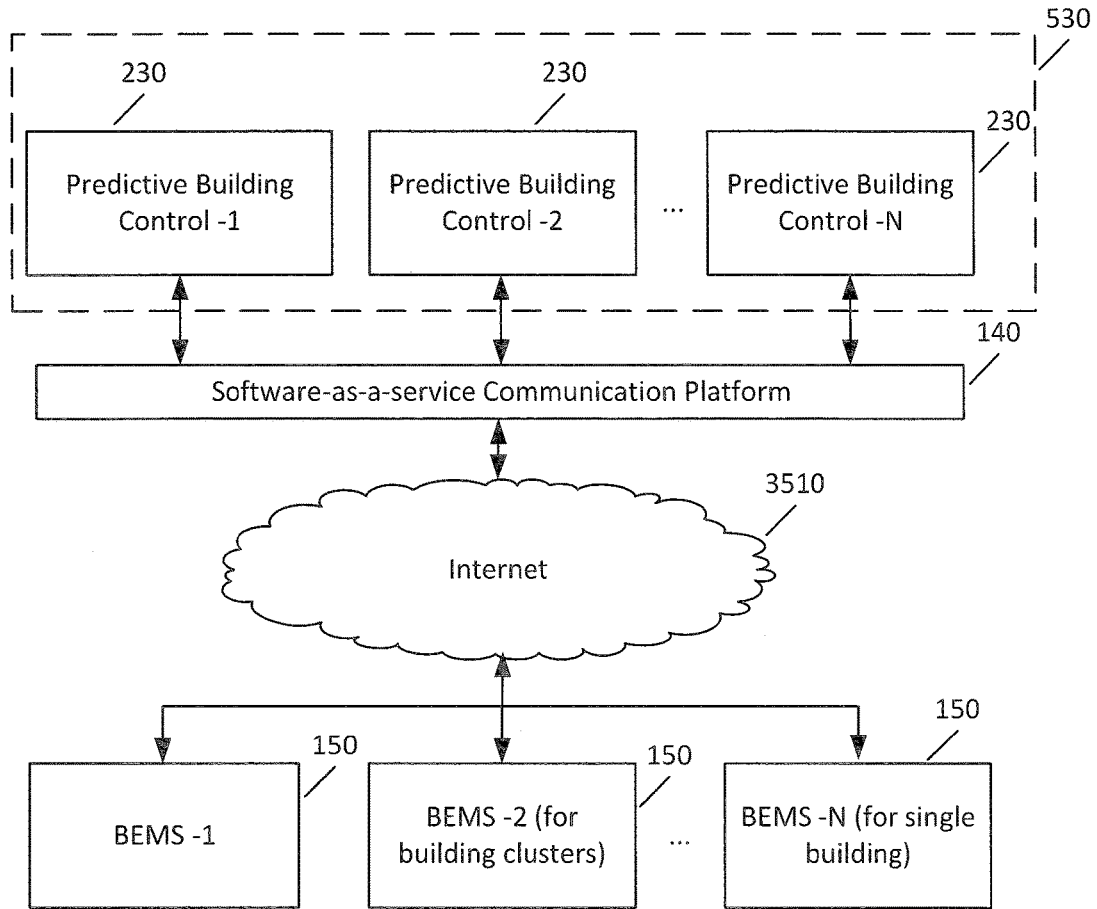 530
230
230
230
Predictive Building
Control -1
Predictive Building
Control -2
...
Predictive Building
Control -N
140
Software-as-a-service Communication Platform
3510
Internet
150
150
150
BEMS -1
BEMS -2 (for
building clusters)
...
BEMS -N (for single
building)